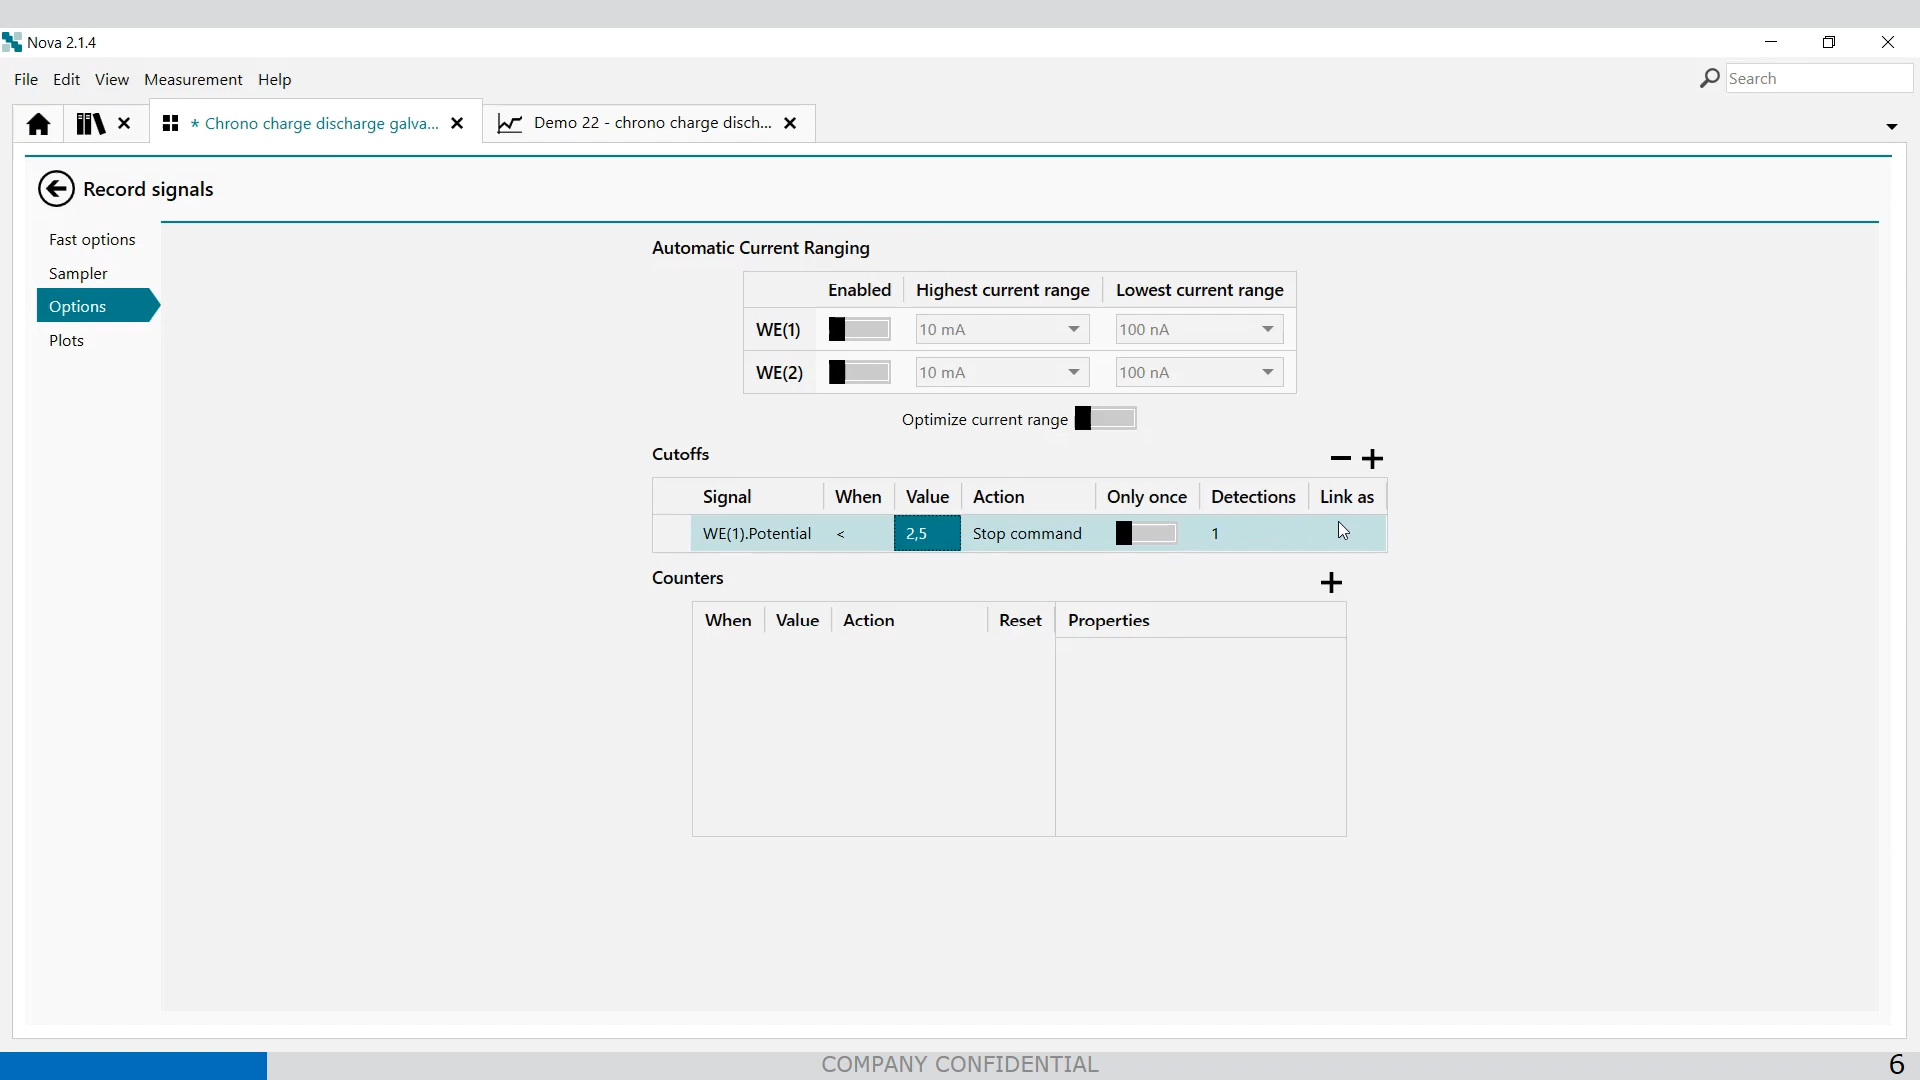 Nova 2.1.4
File Edit View Measurement Help
Search
* Chrono charge discharge galva...
Demo 22 - chrono charge disch...
Record signals
Fast options
Sampler
Options
Plots
Automatic Current Ranging
Enabled Highest current range Lowest current range
WE(1) 10 mA 100 nA
WE(2) 10 mA 100 nA
Optimize current range
Cutoffs
Signal When Value Action Only once Detections Link as
WE(1).Potential < 2,5 Stop command 1
Counters
When Value Action Reset Properties
COMPANY CONFIDENTIAL
6